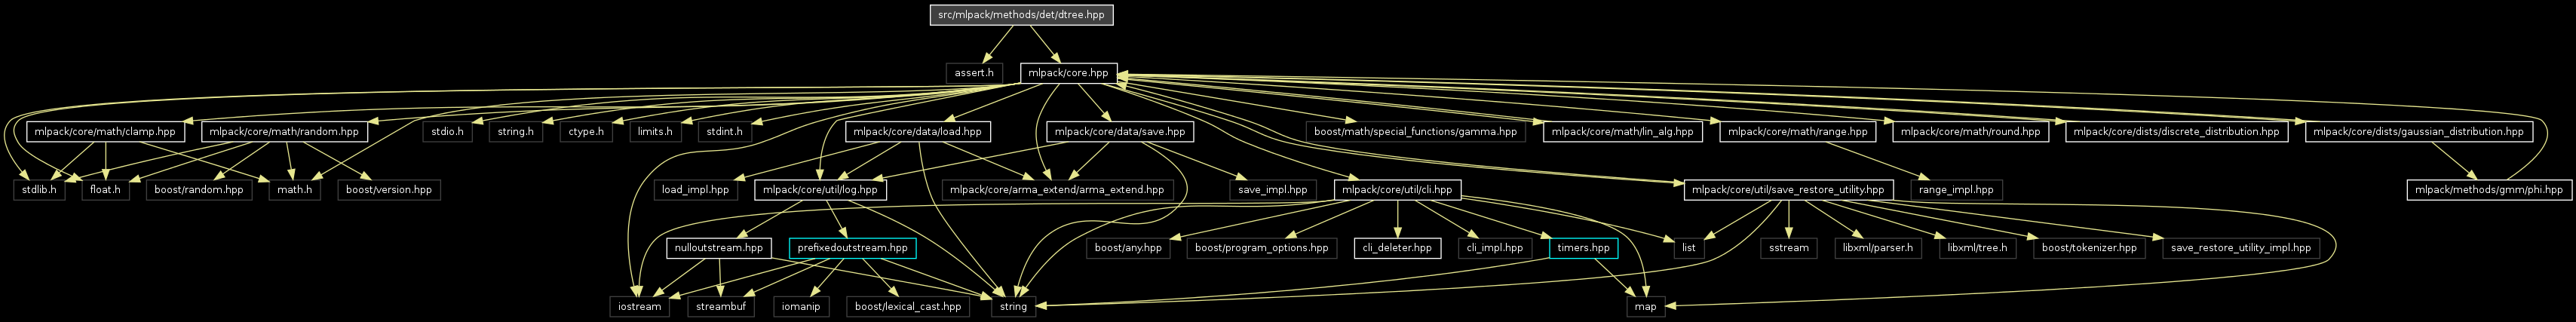 src/mlpack/methods/det/dtree.hpp
assert.h
mlpack/core.hpp
mlpack/core/math/clamp.hpp
mlpack/core/math/random.hpp
stdio.h
string.h
ctype.h
limits.h
stdint.h
mlpack/core/data/load.hpp
mlpack/core/data/save.hpp
boost/math/special_functions/gamma.hpp
mlpack/core/math/lin_alg.hpp
mlpack/core/math/range.hpp
mlpack/core/math/round.hpp
mlpack/core/dists/discrete_distribution.hpp
mlpack/core/dists/gaussian_distribution.hpp
stdlib.h
float.h
boost/random.hpp
math.h
boost/version.hpp
load_impl.hpp
mlpack/core/util/log.hpp
mlpack/core/arma_extend/arma_extend.hpp
save_impl.hpp
mlpack/core/util/cli.hpp
mlpack/core/util/save_restore_utility.hpp
range_impl.hpp
mlpack/methods/gmm/phi.hpp
nulloutstream.hpp
prefixedoutstream.hpp
boost/any.hpp
boost/program_options.hpp
cli_deleter.hpp
cli_impl.hpp
timers.hpp
list
sstream
libxml/parser.h
libxml/tree.h
boost/tokenizer.hpp
save_restore_utility_impl.hpp
iostream
streambuf
iomanip
boost/lexical_cast.hpp
string
map